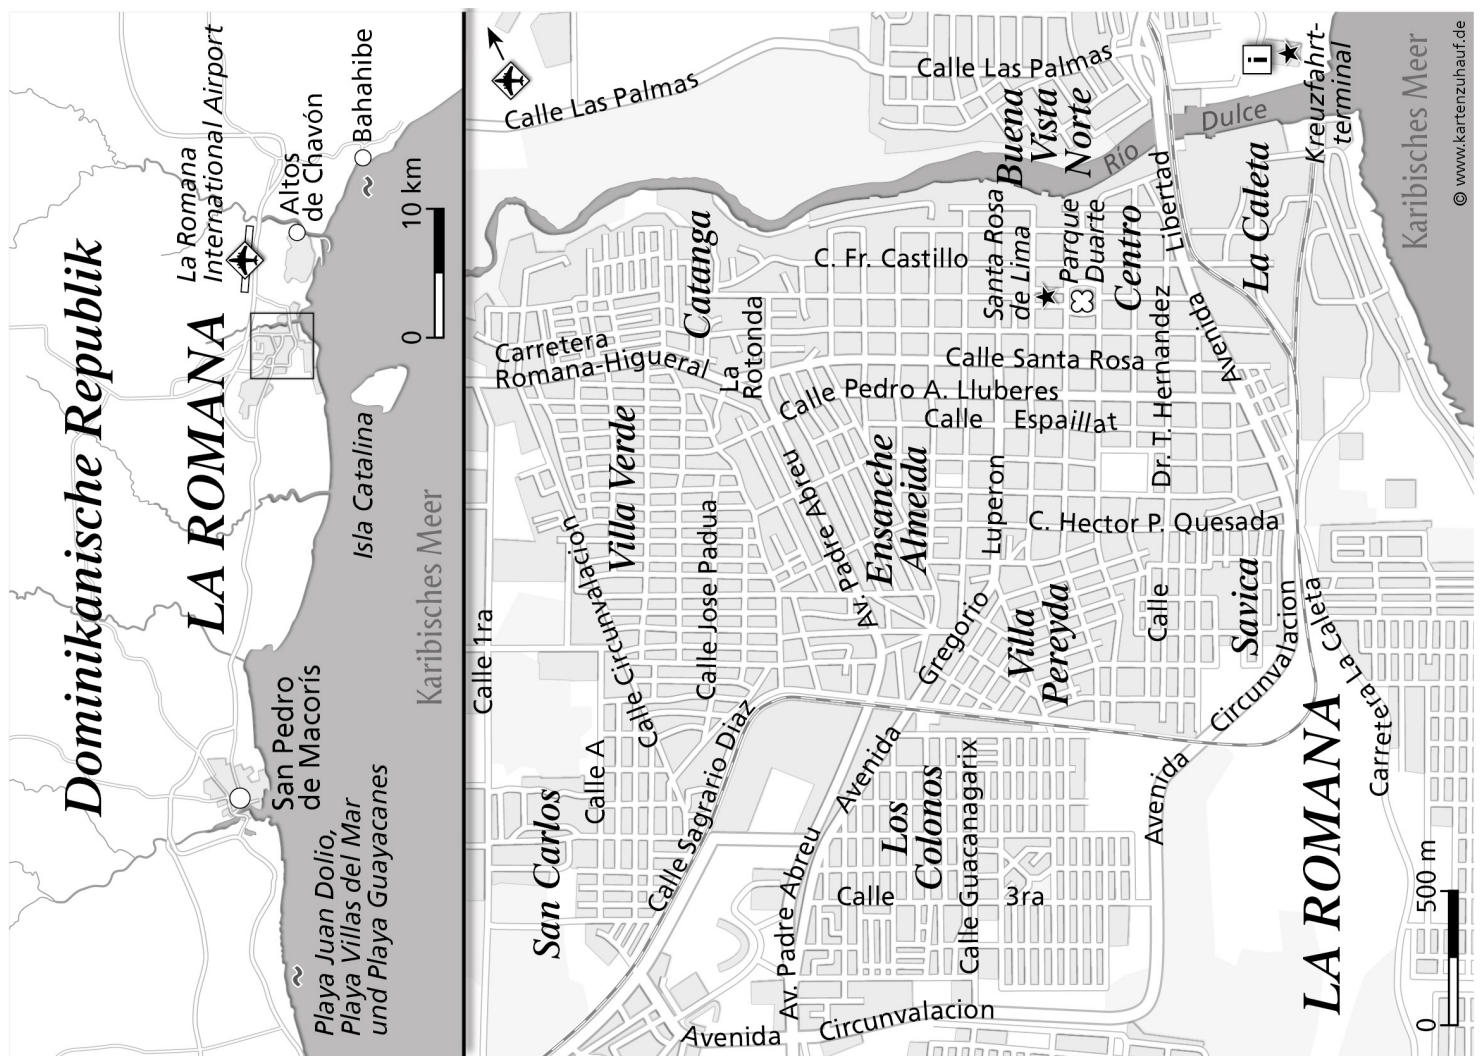 Dominikanische Republik
LA ROMANA
La Romana
International Airport
Altos
de Chavón
Bahahibe
0
10 km
Isla Catalina
Karibisches Meer
San Pedro
de Macorís
Playa Juan Dolio,
Playa Villas del Mar
und Playa Guayacanes
Calle Las Palmas
Calle Las Palmas
Buena
Vista
Norte
Río
Dulce
Kreuzfahrt-
terminal
i
Karibisches Meer
© www.kartenzuhauf.de
Carretera
Romana-Higueral
Catanga
La
Rotonda
C. Fr. Castillo
Santa Rosa
de Lima
Parque
Duarte
Centro
Libertad
Avenida
La Caleta
Calle Santa Rosa
Calle Pedro A. Lluberes
Calle Espaillat
Dr. T. Hernandez
Calle 1ra
Calle Circunvalacion
Villa Verde
Calle Jose Padua
Av. Padre Abreu
Ensanche
Almeida
Luperon
Gregorio
Avenida
C. Hector P. Quesada
Villa
Pereyda
Calle
Savica
Circunvalacion
Avenida
Carretera La Caleta
San Carlos
Calle A
Calle Sagrario Diaz
Av. Padre Abreu
Los
Colonos
Calle Guacanagarix
Calle 3ra
Avenida Circunvalacion
LA ROMANA
0
500 m